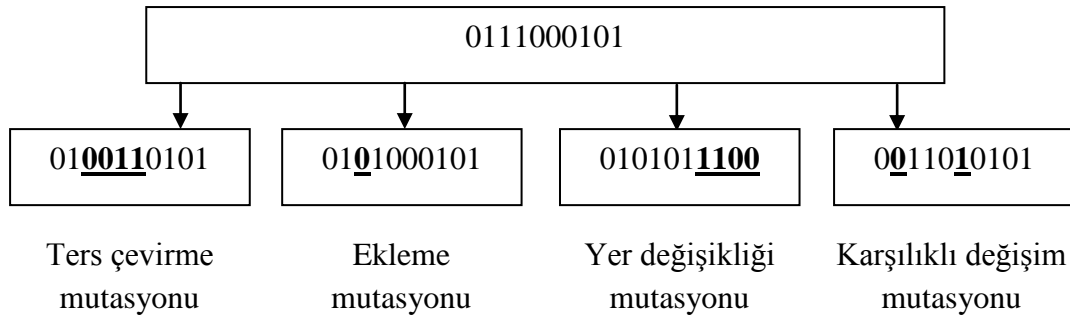 0111000101
0100110101
0101000101
0101011100
0011010101
Ters çevirme
mutasyonu
Ekleme
mutasyonu
Yer değişikliği
mutasyonu
Karşılıklı değişim
mutasyonu